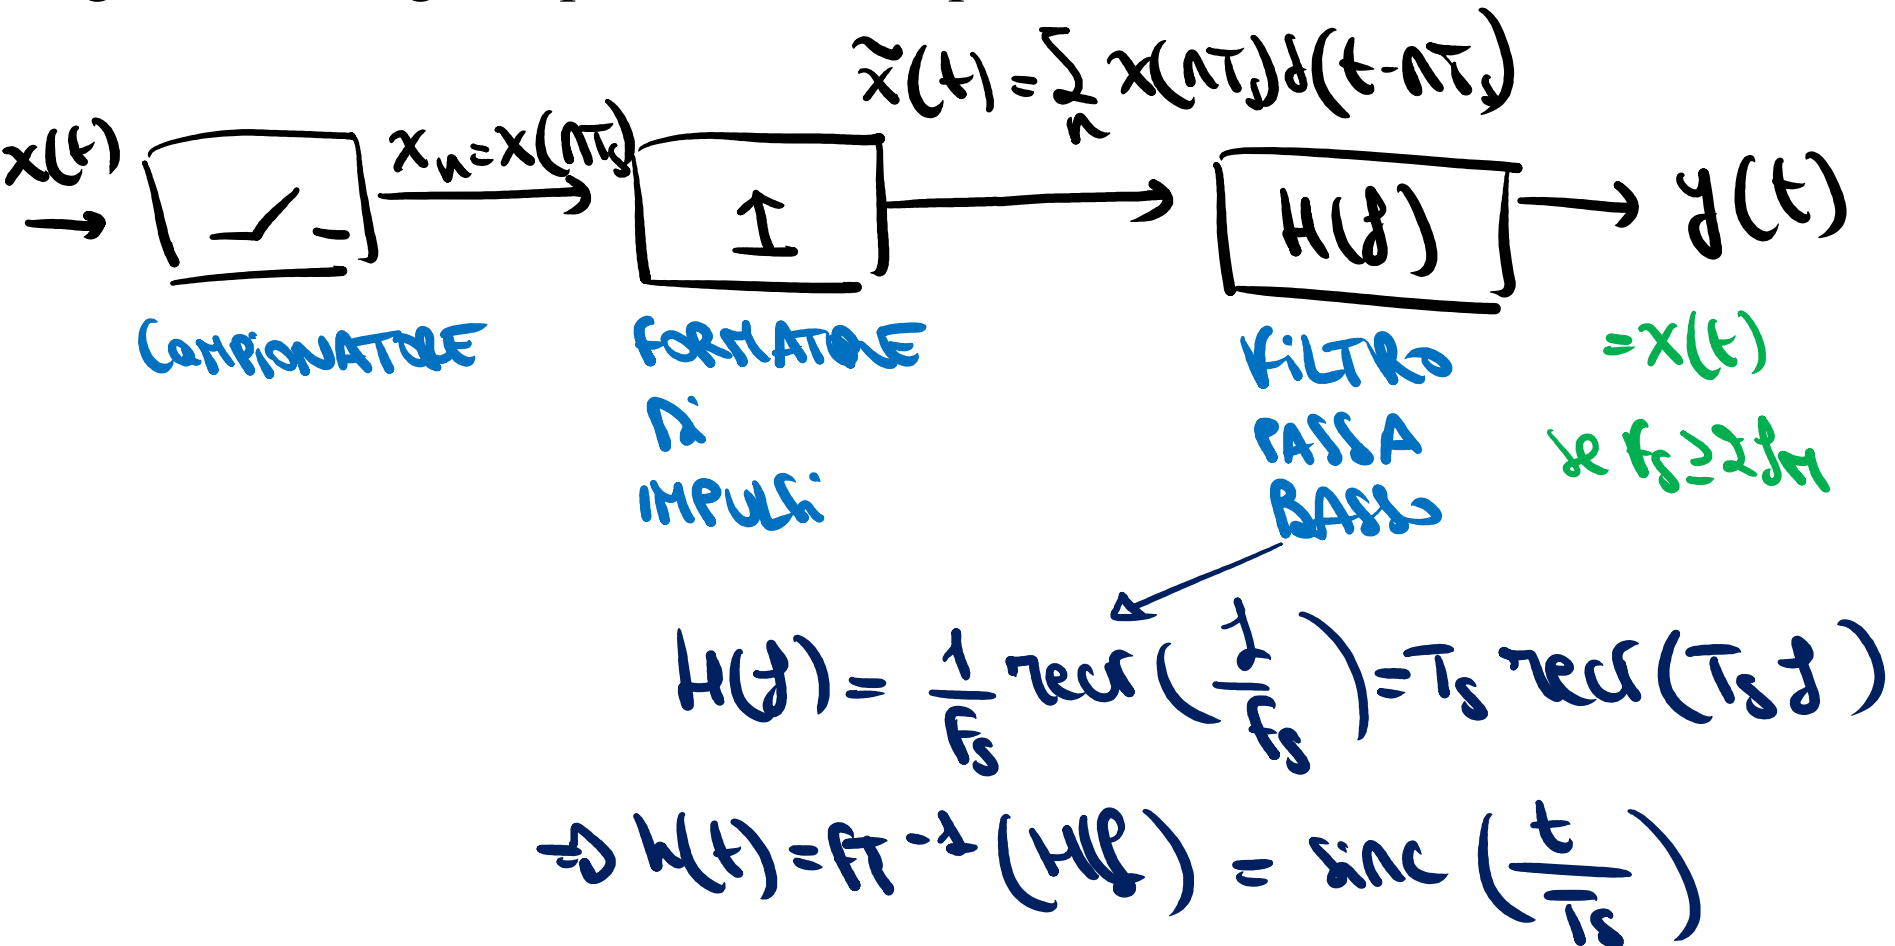 x̃(t) = ∑ₙ x(nTₛ)δ(t-nTₛ)
x(t)
xₙ=x(nTₛ)
H(f)
y(t)
CAMPIONATORE
FORMATORE
DI
IMPULSI
FILTRO
PASSA
BASSO
=x(t)
se Fₛ≥2fM
H(f) = 1/Fₛ rect(f/Fₛ) = Tₛ rect(Tₛf)
⇒ h(t) = FT⁻¹(H(f)) = sinc(t/Tₛ)